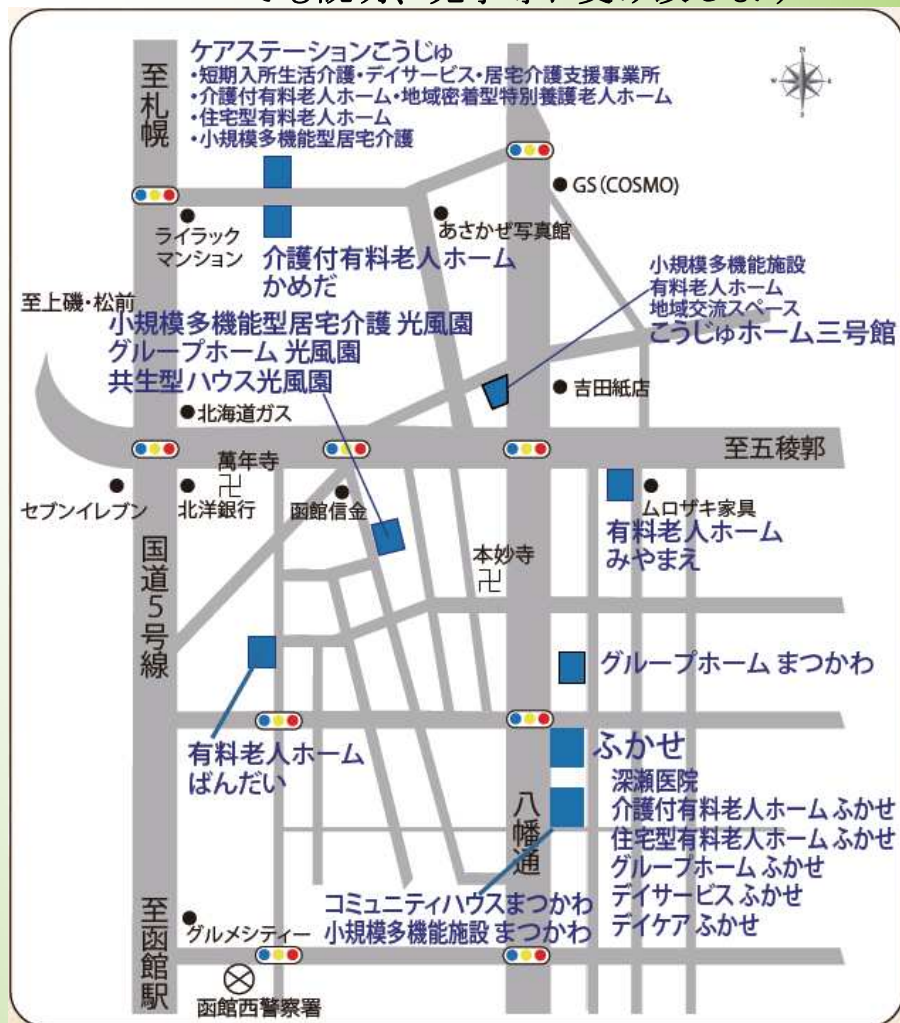 ケアステーションこうじゅ
・短期入所生活介護・デイサービス・居宅介護支援事業所
・介護付有料老人ホーム・地域密着型特別養護老人ホーム
・住宅型有料老人ホーム
・小規模多機能型居宅介護
至札幌
N
W
E
S
GS(COSMO)
ライラック
マンション
あさかぜ写真館
介護付有料老人ホーム
かめだ
小規模多機能施設
有料老人ホーム
地域交流スペース
こうじゅホーム三号館
至上磯・松前
小規模多機能型居宅介護 光風園
グループホーム 光風園
共生型ハウス光風園
吉田紙店
北海道ガス
至五稜郭
萬年寺
卍
セブンイレブン
北洋銀行
函館信金
ムロザキ家具
有料老人ホーム
みやまえ
本妙寺
卍
国道5号線
グループホーム まつかわ
有料老人ホーム
ばんだい
ふかせ
深瀬医院
介護付有料老人ホーム ふかせ
住宅型有料老人ホーム ふかせ
グループホーム ふかせ
デイサービス ふかせ
デイケア ふかせ
八幡通
コミュニティハウスまつかわ
小規模多機能施設 まつかわ
至函館駅
グルメシティー
函館西警察署